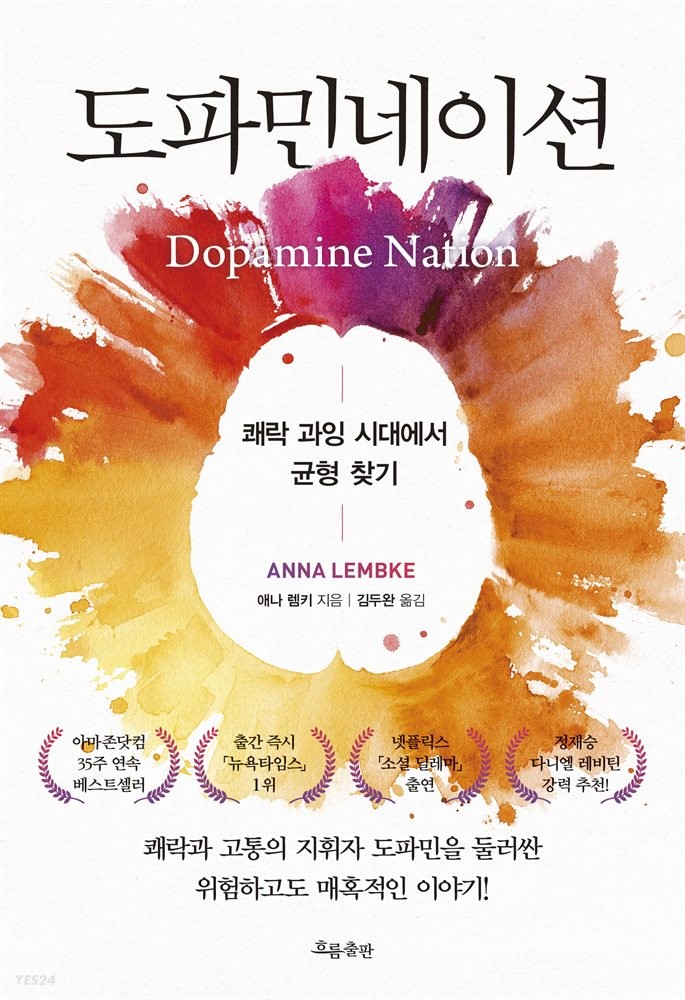 도파민네이션
Dopamine Nation
쾌락 과잉 시대에서
균형 찾기
ANNA LEMBKE
애나 렘키 지음 | 김두완 옮김
아마존닷컴
35주 연속
베스트셀러
출간 즉시
「뉴욕타임스」
1위
넷플릭스
「소셜 딜레마」
출연
정재승
다니엘 레비틴
강력 추천!
쾌락과 고통의 지휘자 도파민을 둘러싼
위험하고도 매혹적인 이야기!
흐름출판
YES24